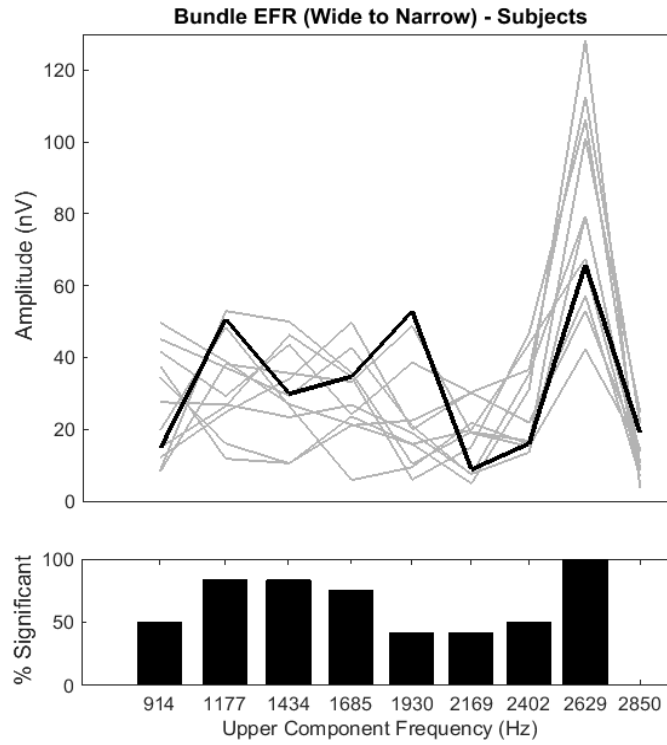 Bundle EFR (Wide to Narrow) - Subjects
Amplitude (nV)
120
100
80
60
40
20
0
% Significant
100
50
0
914 1177 1434 1685 1930 2169 2402 2629 2850
Upper Component Frequency (Hz)